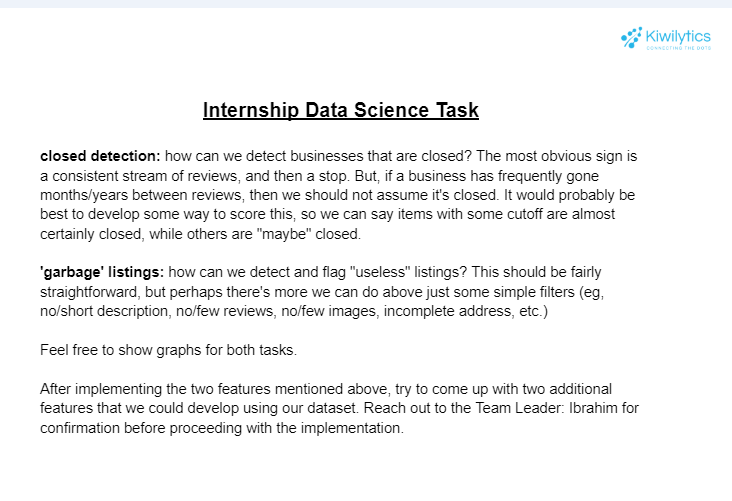 Kiwilytics
CONNECTING THE DOTS
Internship Data Science Task
closed detection: how can we detect businesses that are closed? The most obvious sign is
a consistent stream of reviews, and then a stop. But, if a business has frequently gone
months/years between reviews, then we should not assume it's closed. It would probably be
best to develop some way to score this, so we can say items with some cutoff are almost
certainly closed, while others are "maybe" closed.
'garbage' listings: how can we detect and flag "useless" listings? This should be fairly
straightforward, but perhaps there's more we can do above just some simple filters (eg,
no/short description, no/few reviews, no/few images, incomplete address, etc.)
Feel free to show graphs for both tasks.
After implementing the two features mentioned above, try to come up with two additional
features that we could develop using our dataset. Reach out to the Team Leader: Ibrahim for
confirmation before proceeding with the implementation.